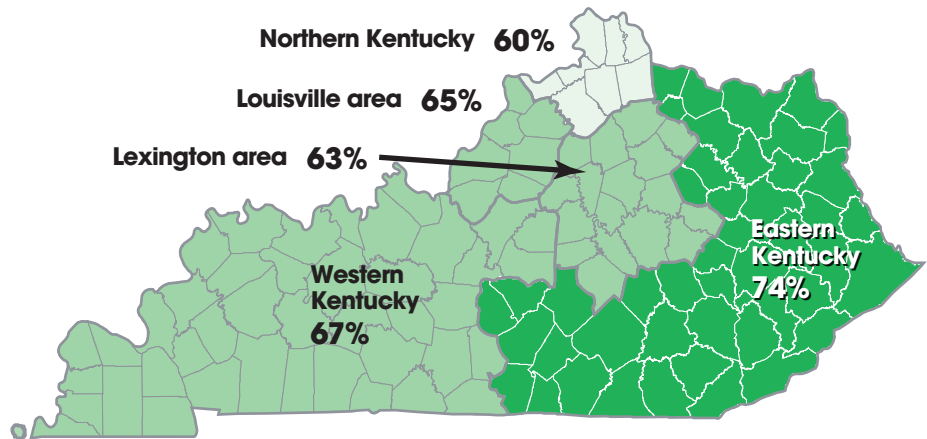 Northern Kentucky 60%
Louisville area 65%
Lexington area 63%
Western
Kentucky
67%
Eastern
Kentucky
74%